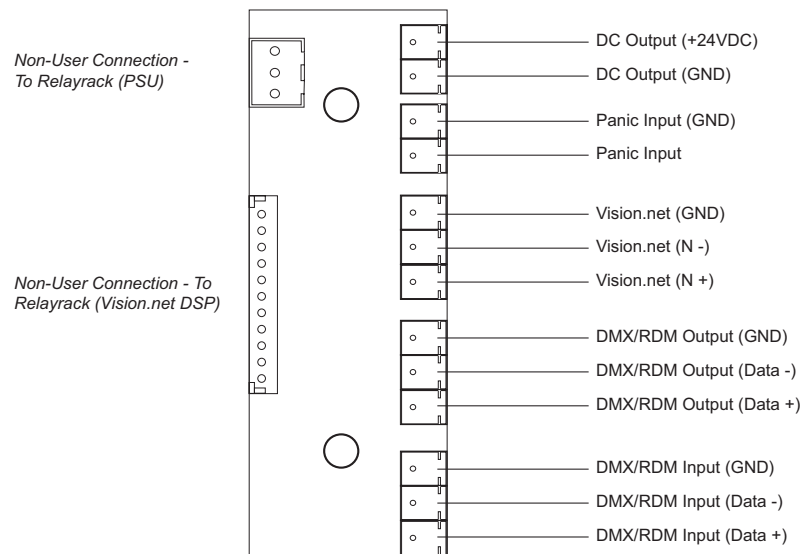 Non-User Connection -
To Relayrack (PSU)
Non-User Connection - To
Relayrack (Vision.net DSP)
DC Output (+24VDC)
DC Output (GND)
Panic Input (GND)
Panic Input
Vision.net (GND)
Vision.net (N -)
Vision.net (N +)
DMX/RDM Output (GND)
DMX/RDM Output (Data -)
DMX/RDM Output (Data +)
DMX/RDM Input (GND)
DMX/RDM Input (Data -)
DMX/RDM Input (Data +)